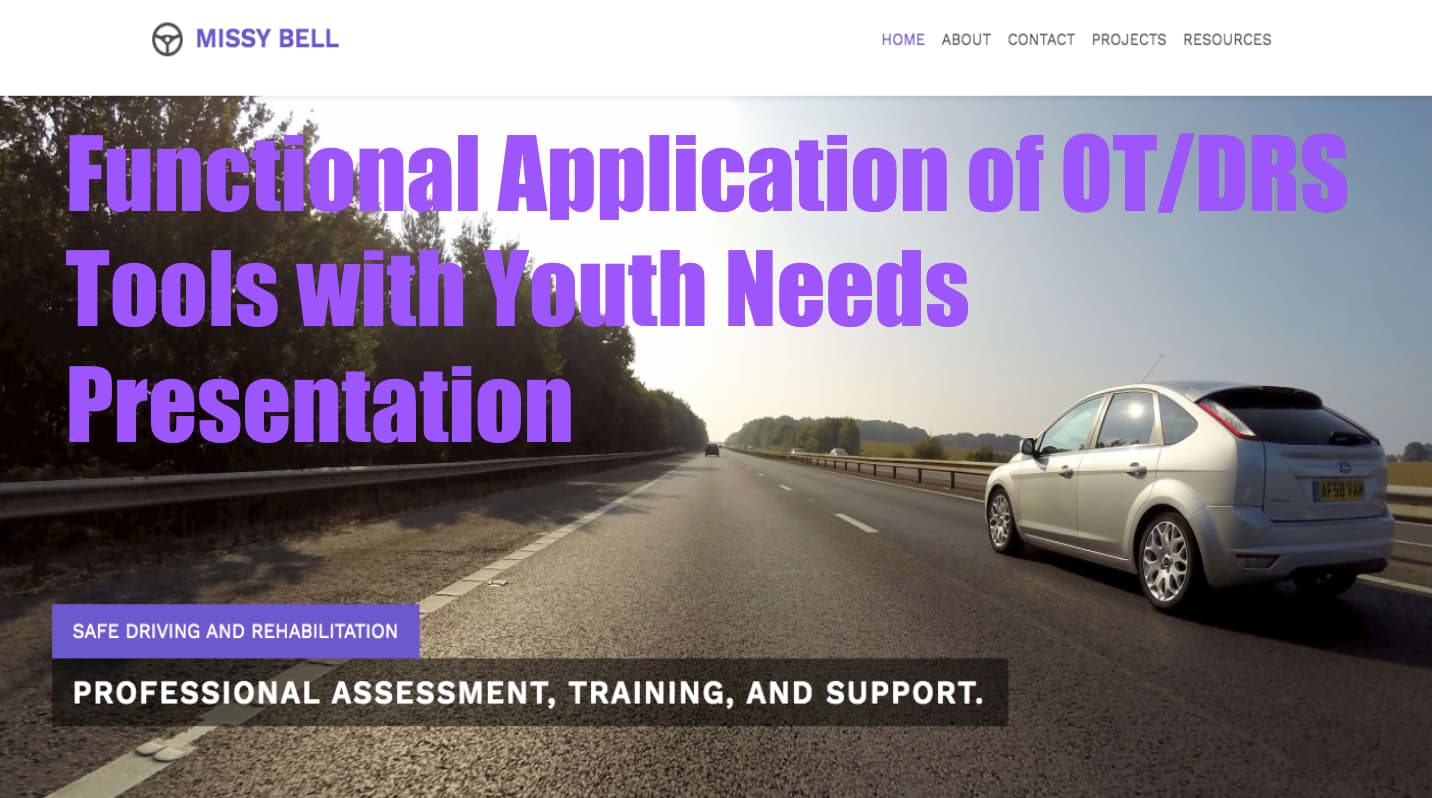 MISSY BELL
HOME ABOUT CONTACT PROJECTS RESOURCES
Functional Application of OT/DRS
Tools with Youth Needs
Presentation
AF58 VAM
SAFE DRIVING AND REHABILITATION
PROFESSIONAL ASSESSMENT, TRAINING, AND SUPPORT.